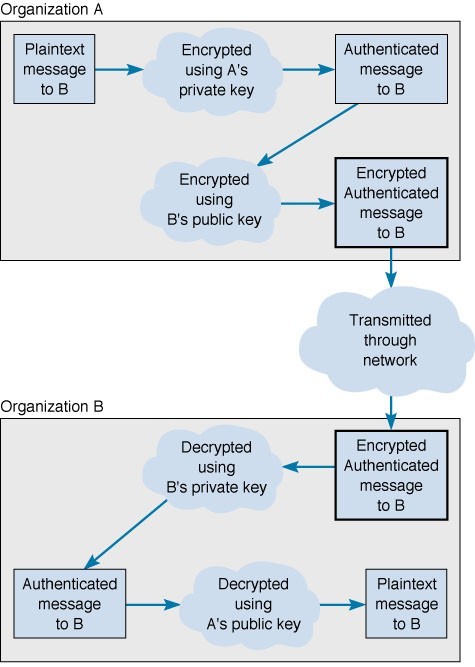 Organization A
Plaintext
message
to B
Encrypted
using A's
private key
Authenticated
message
to B
Encrypted
using
B's public key
Encrypted
Authenticated
message
to B
Transmitted
through
network
Organization B
Encrypted
Authenticated
message
to B
Decrypted
using
B's private key
Authenticated
message
to B
Decrypted
using
A's public key
Plaintext
message
to B